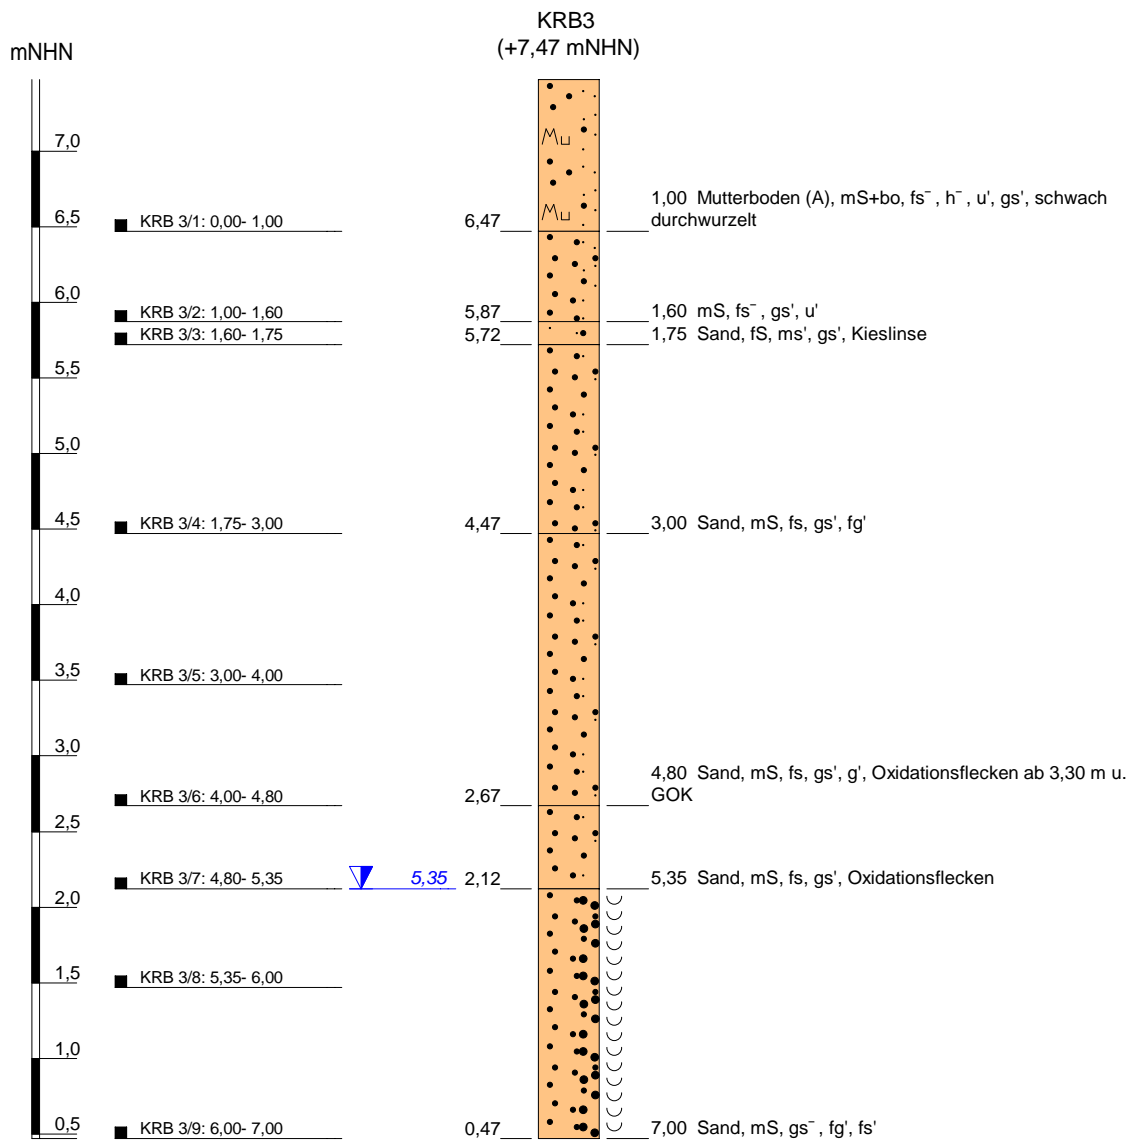 KRB3
(+7,47 mNHN)
mNHN
7,0
Mu
1,00 Mutterboden (A), mS+bo, fs¯, h¯, u', gs', schwach
durchwurzelt
Mu
6,5
KRB 3/1: 0,00- 1,00
6,47
6,0
KRB 3/2: 1,00- 1,60
5,87
1,60 mS, fs¯, gs', u'
KRB 3/3: 1,60- 1,75
5,72
1,75 Sand, fS, ms', gs', Kieslinse
5,5
5,0
4,5
KRB 3/4: 1,75- 3,00
4,47
3,00 Sand, mS, fs, gs', fg'
4,0
3,5
KRB 3/5: 3,00- 4,00
3,0
4,80 Sand, mS, fs, gs', g', Oxidationsflecken ab 3,30 m u.
GOK
KRB 3/6: 4,00- 4,80
2,67
2,5
KRB 3/7: 4,80- 5,35
5,35
2,12
5,35 Sand, mS, fs, gs', Oxidationsflecken
2,0
1,5
KRB 3/8: 5,35- 6,00
1,0
0,5
KRB 3/9: 6,00- 7,00
0,47
7,00 Sand, mS, gs¯, fg', fs'